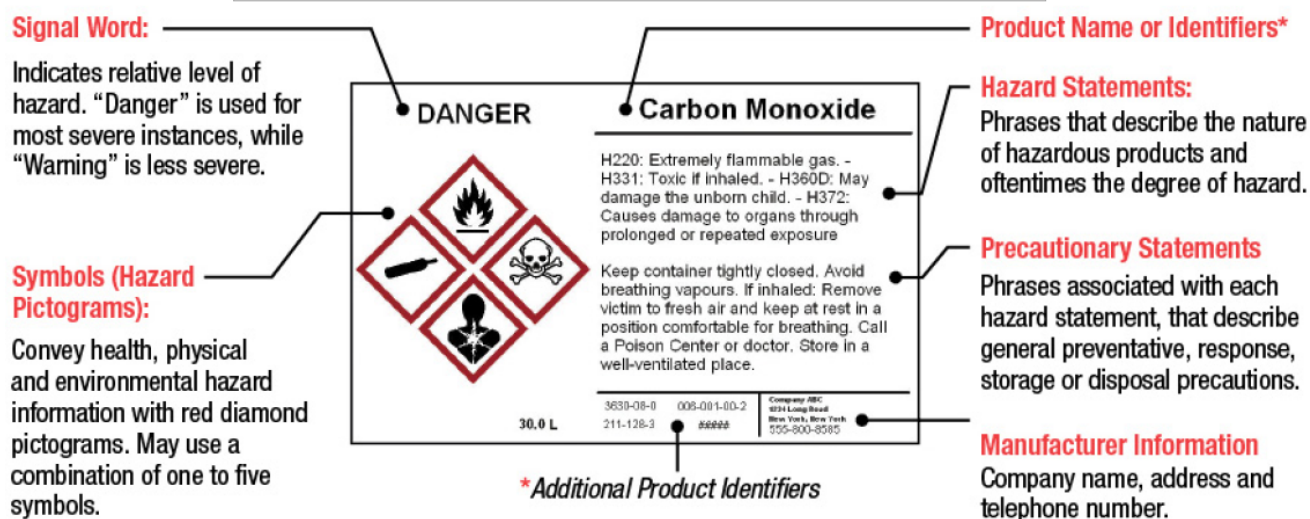 Signal Word:
Indicates relative level of
hazard. “Danger” is used for
most severe instances, while
“Warning” is less severe.
Symbols (Hazard
Pictograms):
Convey health, physical
and environmental hazard
information with red diamond
pictograms. May use a
combination of one to five
symbols.
DANGER
30.0 L
Carbon Monoxide
H220: Extremely flammable gas. -
H331: Toxic if inhaled. - H360D: May
damage the unborn child. - H372:
Causes damage to organs through
prolonged or repeated exposure
Keep container tightly closed. Avoid
breathing vapours. If inhaled: Remove
victim to fresh air and keep at rest in a
position comfortable for breathing. Call
a Poison Center or doctor. Store in a
well-ventilated place.
3630-08-0 006-001-00-2
211-128-3 #####
Company ABC
1234 Long Road
New York, New York
555-800-8585
*Additional Product Identifiers
Product Name or Identifiers*
Hazard Statements:
Phrases that describe the nature
of hazardous products and
oftentimes the degree of hazard.
Precautionary Statements
Phrases associated with each
hazard statement, that describe
general preventative, response,
storage or disposal precautions.
Manufacturer Information
Company name, address and
telephone number.